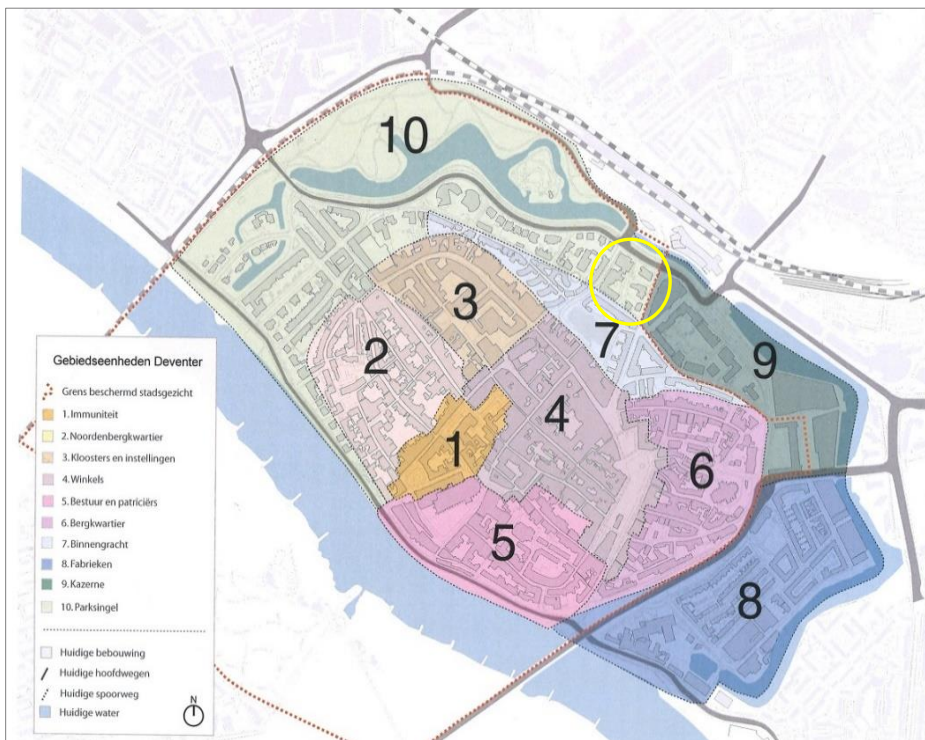 10
3
7
2
9
4
1
6
5
8
Gebiedseenheden Deventer
Grens beschermd stadsgezicht
1. Immuniteit
2. Noordenbergkwartier
3. Kloosters en instellingen
4. Winkels
5. Bestuur en patriciërs
6. Bergkwartier
7. Binnengracht
8. Fabrieken
9. Kazerne
10. Parksingel
Huidige bebouwing
Huidige hoofdwegen
Huidige spoorweg
Huidige water
N